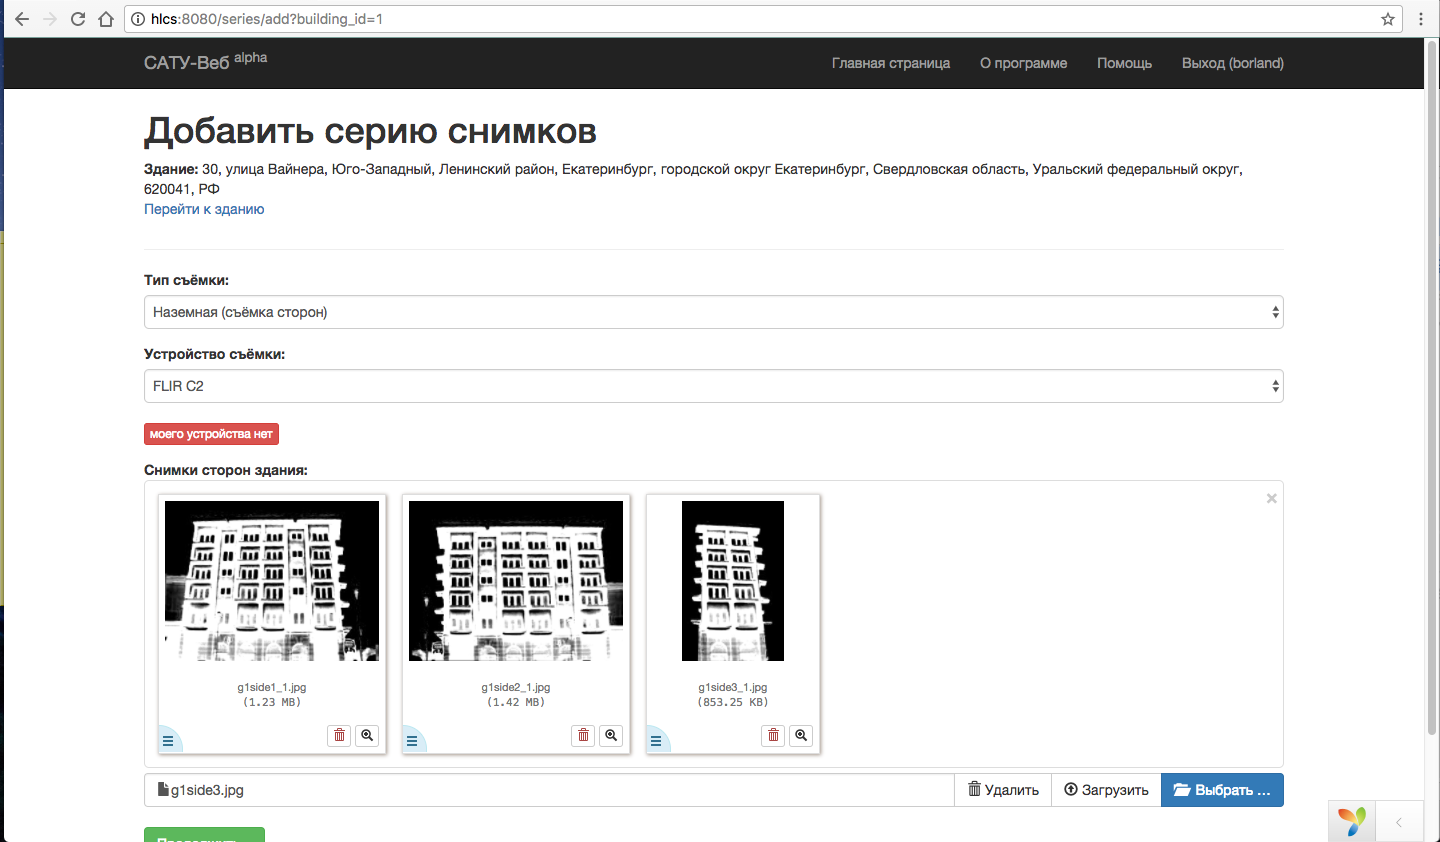 hlcs:8080/series/add?building_id=1
САТУ-Веб alpha
Главная страница
О программе
Помощь
Выход (borland)
Добавить серию снимков
Здание: 30, улица Вайнера, Юго-Западный, Ленинский район, Екатеринбург, городской округ Екатеринбург, Свердловская область, Уральский федеральный округ,
620041, РФ
Перейти к зданию
Тип съёмки:
Наземная (съёмка сторон)
Устройство съёмки:
FLIR C2
моего устройства нет
Снимки сторон здания:
g1side1_1.jpg
(1.23 MB)
g1side2_1.jpg
(1.42 MB)
g1side3_1.jpg
(853.25 KB)
g1side3.jpg
Удалить
Загрузить
Выбрать ...